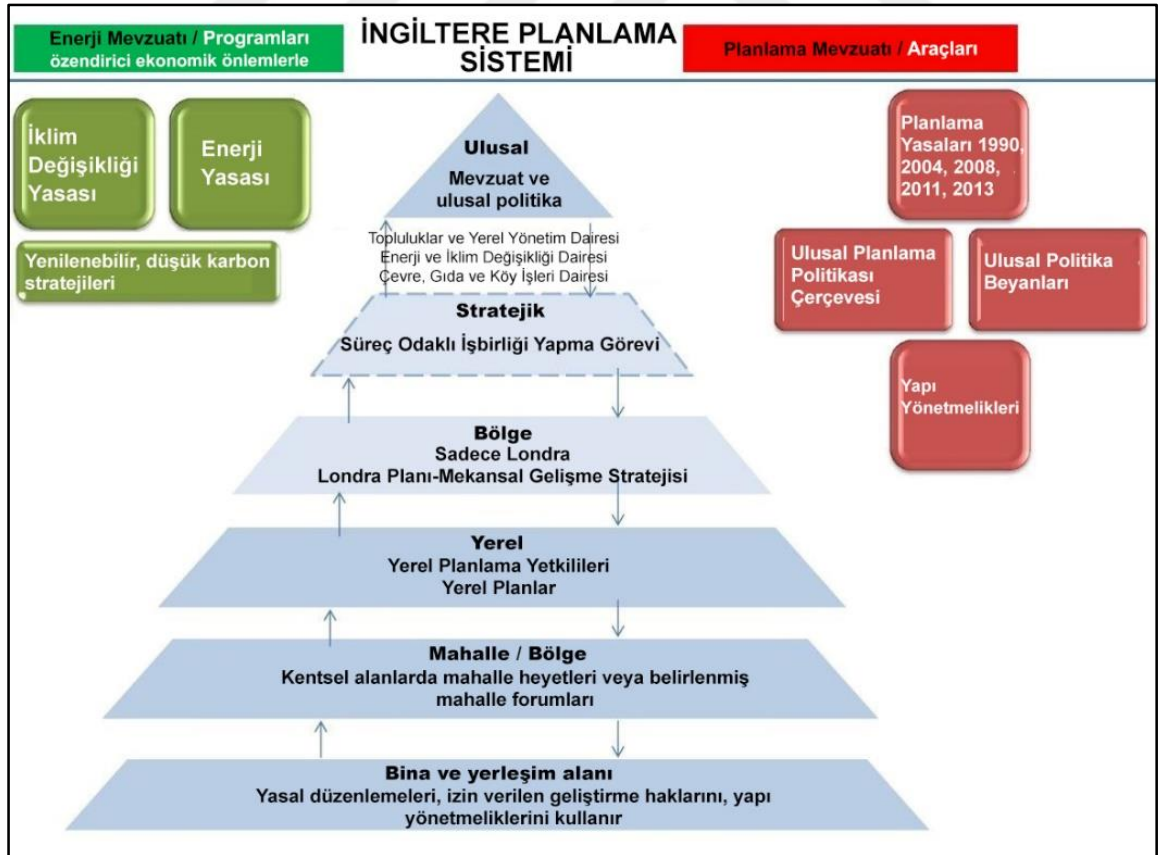 Enerji Mevzuatı / Programları
özendirici ekonomik önlemlerle
İNGİLTERE PLANLAMA
SİSTEMİ
Planlama Mevzuatı / Araçları
İklim
Değişikliği
Yasası
Enerji
Yasası
Yenilenebilir, düşük karbon
stratejileri
Ulusal
Mevzuat ve
ulusal politika
Topluluklar ve Yerel Yönetim Dairesi
Enerji ve İklim Değişikliği Dairesi
Çevre, Gıda ve Köy İşleri Dairesi
Stratejik
Süreç Odaklı İşbirliği Yapma Görevi
Bölge
Sadece Londra
Londra Planı-Mekansal Gelişme Stratejisi
Yerel
Yerel Planlama Yetkilileri
Yerel Planlar
Mahalle / Bölge
Kentsel alanlarda mahalle heyetleri veya belirlenmiş
mahalle forumları
Bina ve yerleşim alanı
Yasal düzenlemeleri, izin verilen geliştirme haklarını, yapı
yönetmeliklerini kullanır
Planlama
Yasaları 1990,
2004, 2008,
2011, 2013
Ulusal Planlama
Politikası
Çerçevesi
Ulusal Politika
Beyanları
Yapı
Yönetmelikleri